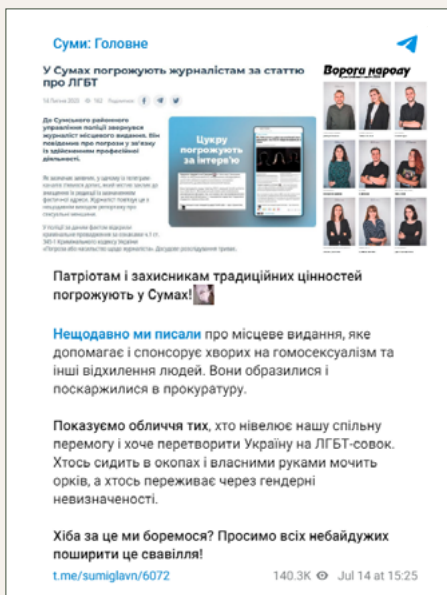 Суми: Головне
У Сумах погрожують журналістам за статтю
про ЛГБТ
162
До Сумського районного
управління поліції звернувся
журналіст місцевого видання. Він
повідомив про погрози у зв'язку
із здійсненням професійної
діяльності.
Цукру
погрожують
за інтерв'ю
Ворога народу
Патріотам і захисникам традиційних цінностей
погрожують у Сумах!
Нещодавно ми писали про місцеве видання, яке
допомагає і спонсорує хворих на гомосексуалізм та
інші відхилення людей. Вони образилися і
поскаржилися в прокуратуру.
Показуємо обличчя тих, хто нівелює нашу спільну
перемогу і хоче перетворити Україну на ЛГБТ-совок.
Хтось сидить в окопах і власними руками мочить
орків, а хтось переживає через гендерні
невизначеності.
Хіба за це ми боремося? Просимо всіх небайдужих
поширити це свавілля!
t.me/sumiglavn/6072
140.3K Jul 14 at 15:25